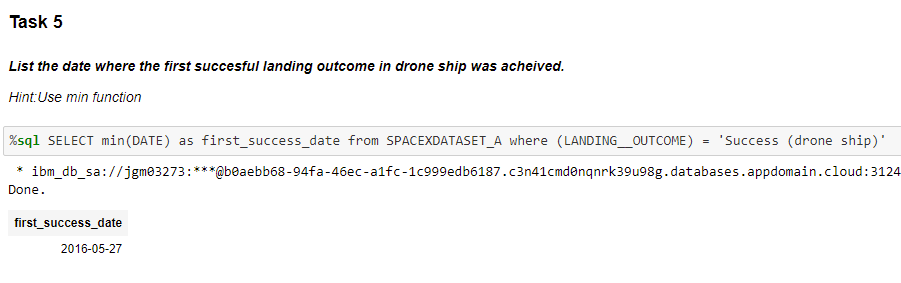 Task 5
List the date where the first succesful landing outcome in drone ship was acheived.
Hint:Use min function
%sql SELECT min(DATE) as first_success_date from SPACEXDATASET_A where (LANDING__OUTCOME) = 'Success (drone ship)'
* ibm_db_sa://jgm03273:***@b0aebb68-94fa-46ec-a1fc-1c999edb6187.c3n41cmd0nqnrk39u98g.databases.appdomain.cloud:3124
Done.
first_success_date
2016-05-27